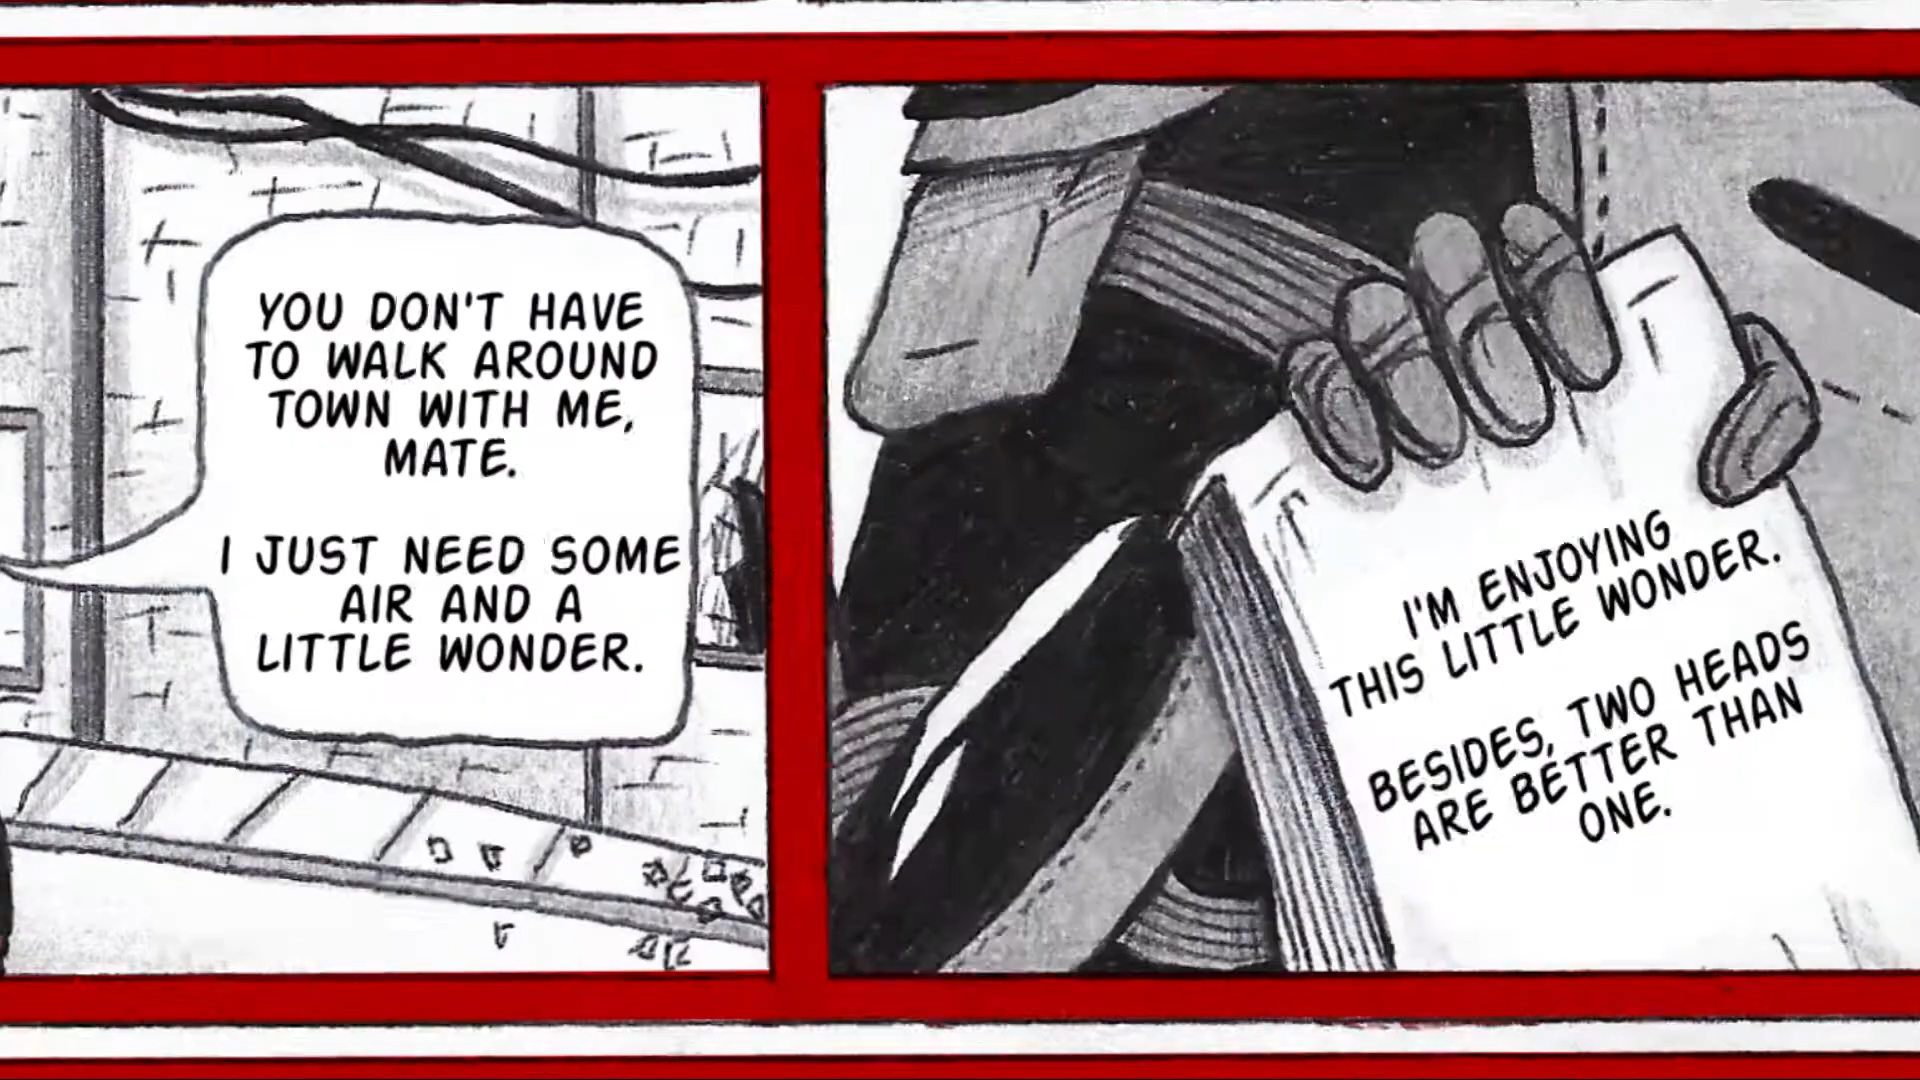 YOU DON'T HAVE
TO WALK AROUND
TOWN WITH ME,
MATE.
I JUST NEED SOME
AIR AND A
LITTLE WONDER.
I'M ENJOYING
THIS LITTLE WONDER.
BESIDES, TWO HEADS
ARE BETTER THAN
ONE.